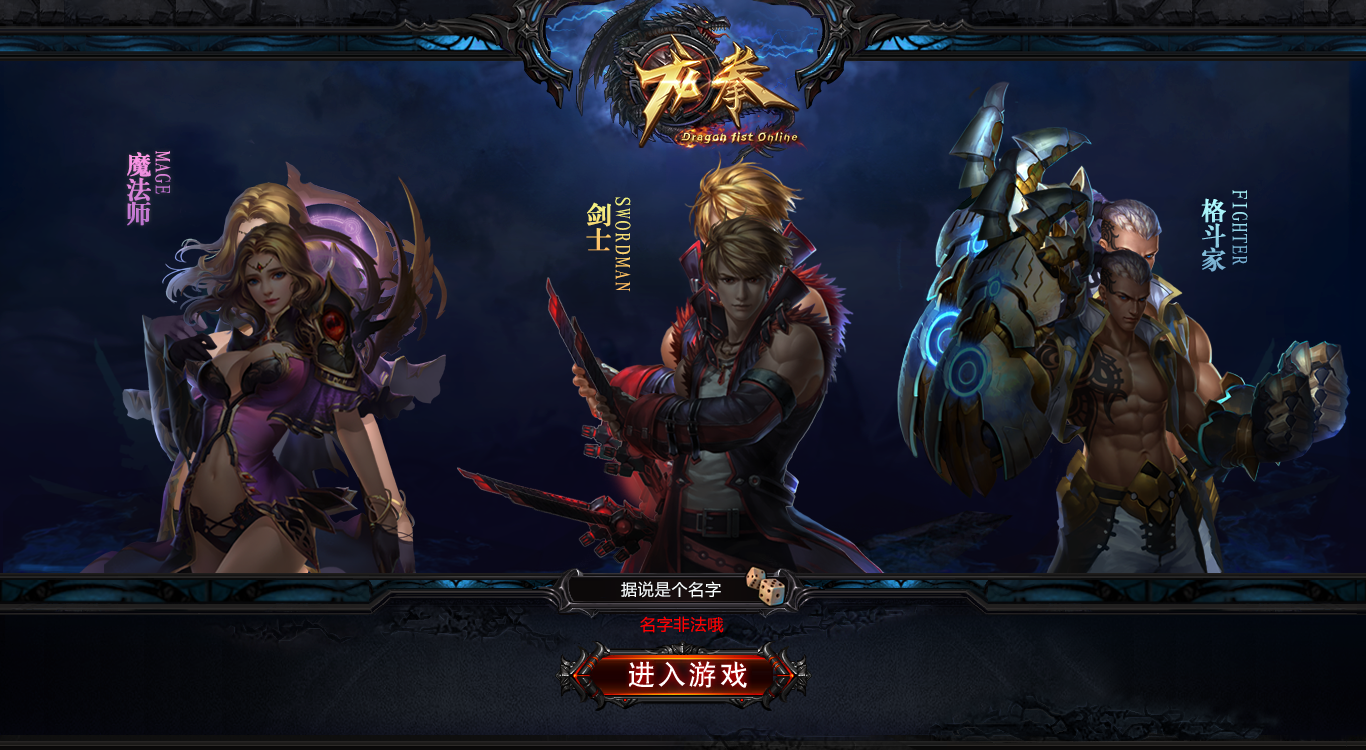 龙拳
Dragon fist Online
魔法师
MAGE
剑士
SWORDMAN
格斗家
FIGHTER
据说是个名字
名字非法哦
进入游戏